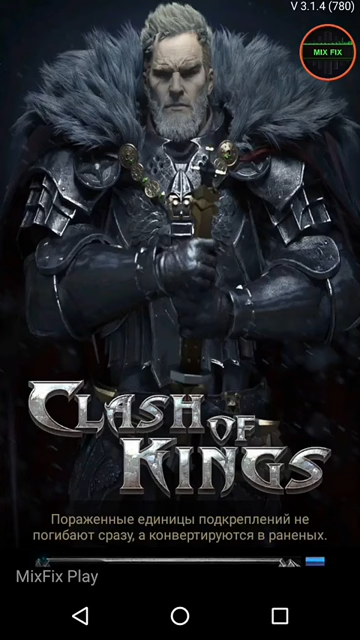 V 3.1.4 (780)
MIX FIX
CLASH OF
KINGS
Пораженные единицы подкреплений не
погибают сразу, а конвертируются в раненых.
MixFix Play